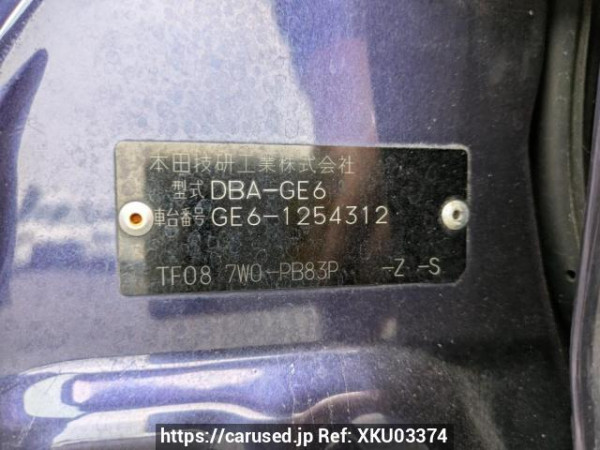 本田技研工業株式会社
型式 DBA-GE6
車台番号 GE6-1254312
TF08 7W0-PB83P -Z -S
https://carused.jp Ref: XKU03374